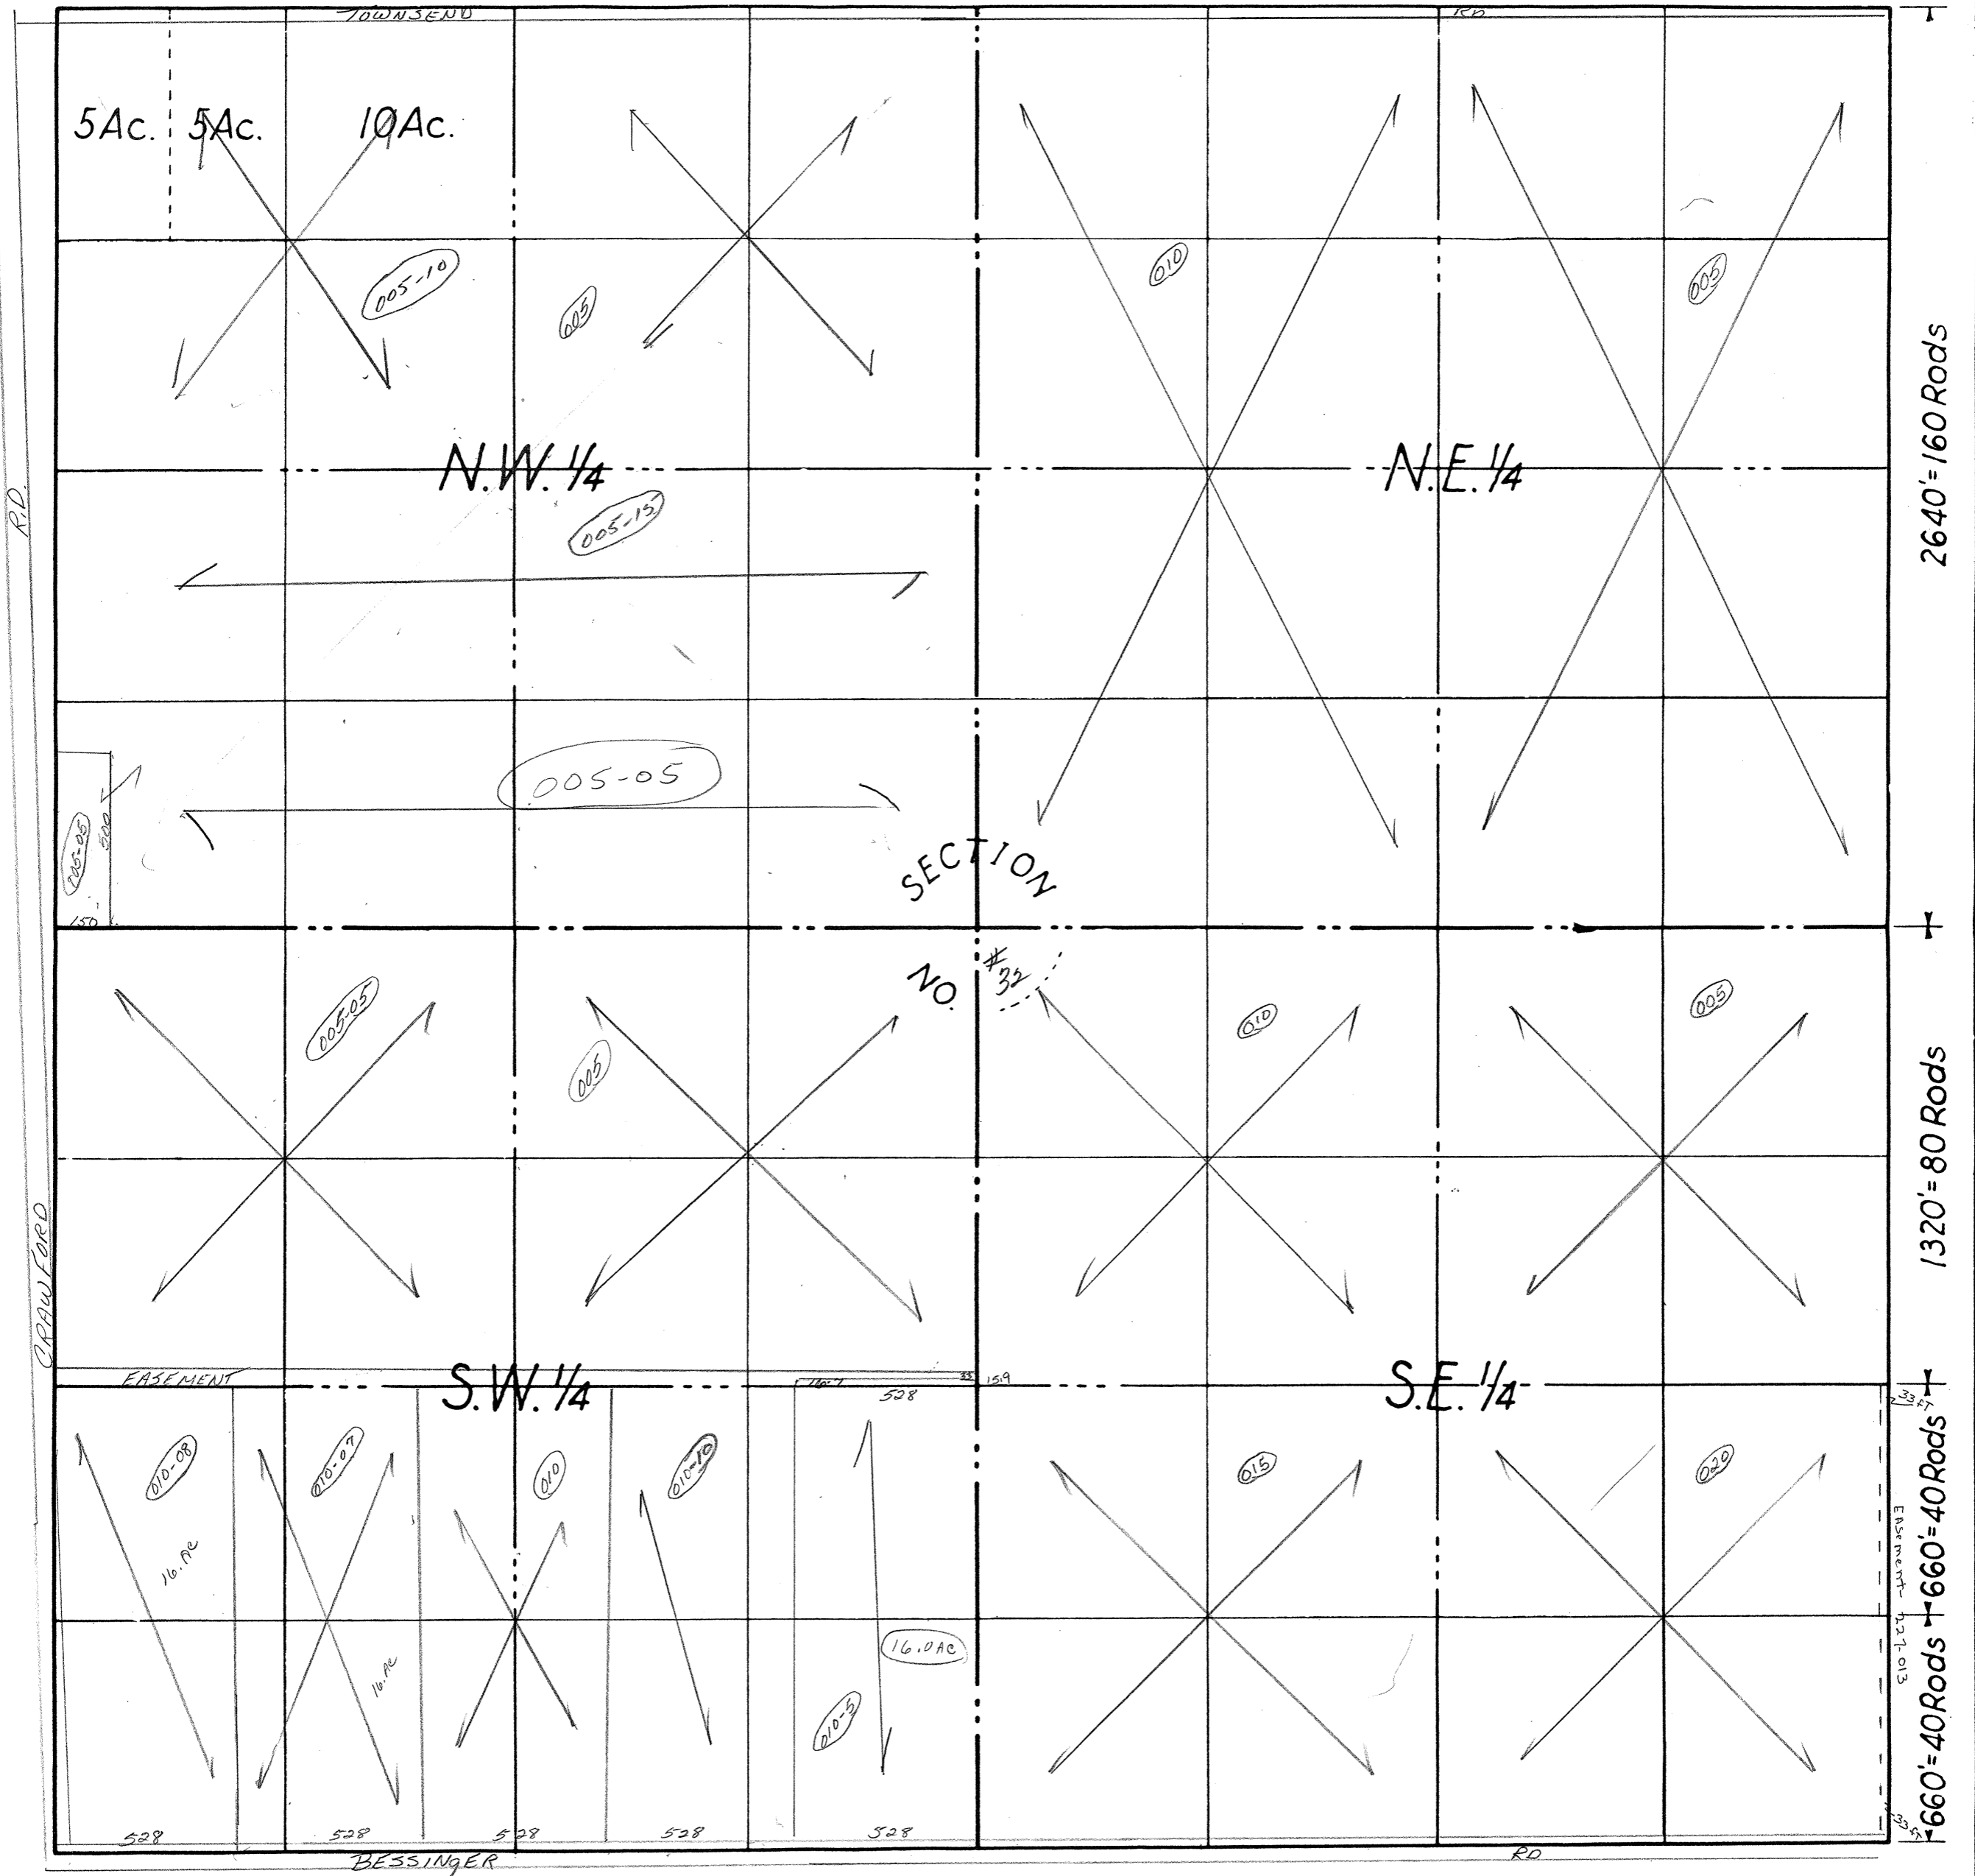 TOWNSEND RD
5Ac. 5Ac. 10Ac.
005-10
005
010
005
N.W. 1/4
N.E. 1/4
2640'=160 Rods
005-15
RD.
005-05
005-05
500
150
SECTION
NO. #32
005-05
005
010
005
1320'=80 Rods
CRAWFORD
EASEMENT
S.W. 1/4
33
15.9
528
S.E. 1/4
33 FT
010-08
16. Ac
010-07
16. Ac
010
010-10
010-5
16.0 AC
015
020
660'=40 Rods
Easement 227-013
660'=40 Rods
33 FT
528 528 528 528 528
BESSINGER RD